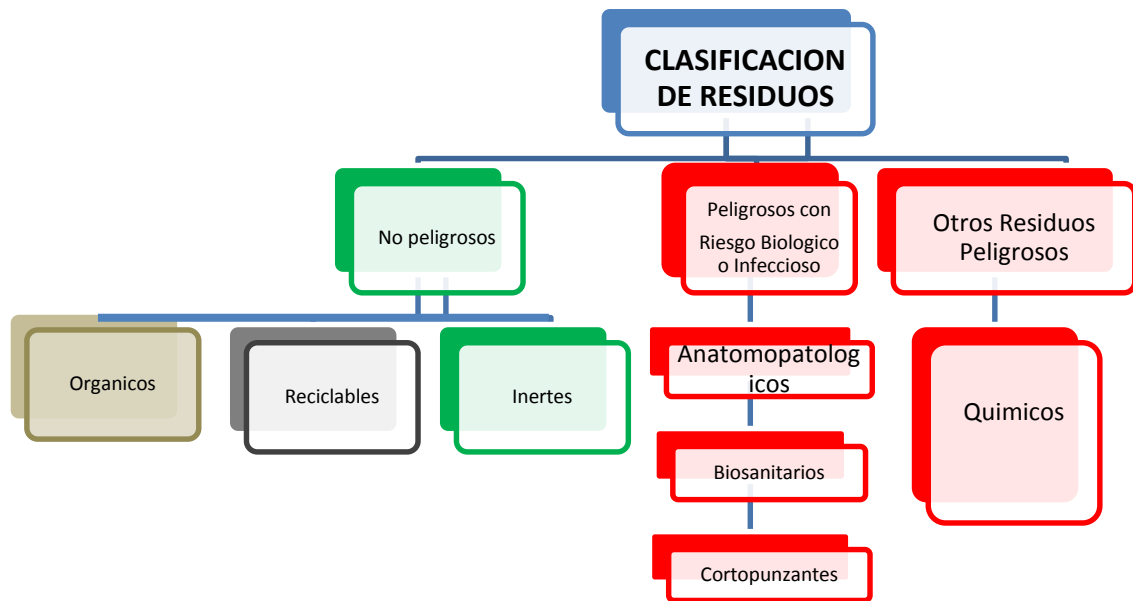 CLASIFICACION
DE RESIDUOS
No peligrosos
Peligrosos con
Riesgo Biologico
o Infeccioso
Otros Residuos
Peligrosos
Organicos
Reciclables
Inertes
Anatomopatolog
icos
Biosanitarios
Cortopunzantes
Quimicos